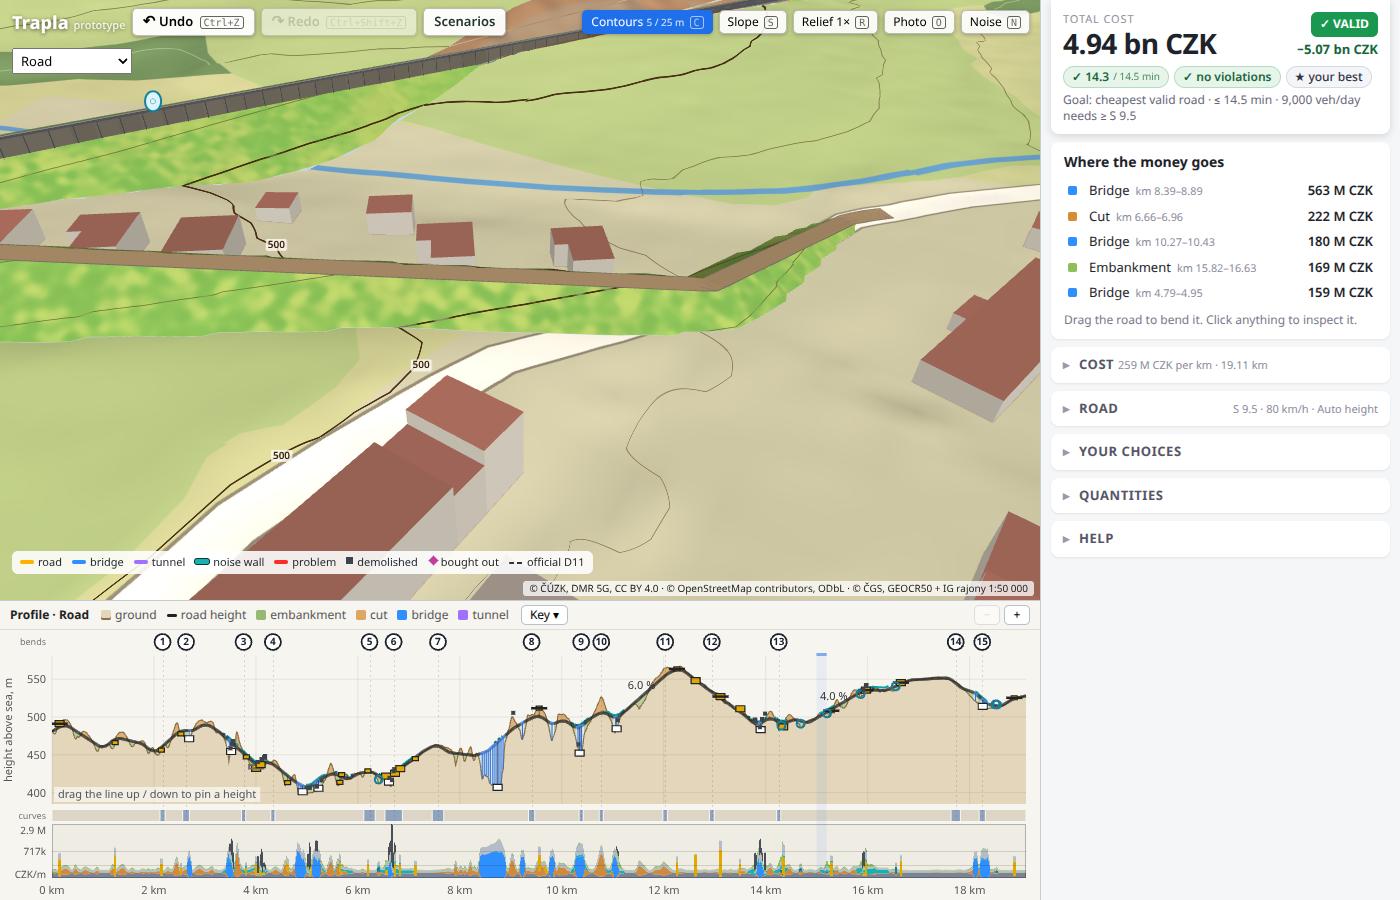 Trapla prototype
↶ Undo Ctrl+Z
↷ Redo Ctrl+Shift+Z
Scenarios
Contours 5 / 25 m C
Slope S
Relief 1× R
Photo O
Noise N
Road
500
500
500
road
bridge
tunnel
noise wall
problem
demolished
bought out
official D11
© ČÚZK, DMR 5G, CC BY 4.0 · © OpenStreetMap contributors, ODbL · © ČGS, GEOCR50 + IG rajony 1:50 000
TOTAL COST
4.94 bn CZK
✓ VALID
−5.07 bn CZK
✓ 14.3 / 14.5 min
✓ no violations
★ your best
Goal: cheapest valid road · ≤ 14.5 min · 9,000 veh/day
needs ≥ S 9.5
Where the money goes
Bridge km 8.39–8.89 563 M CZK
Cut km 6.66–6.96 222 M CZK
Bridge km 10.27–10.43 180 M CZK
Embankment km 15.82–16.63 169 M CZK
Bridge km 4.79–4.95 159 M CZK
Drag the road to bend it. Click anything to inspect it.
▶ COST 259 M CZK per km · 19.11 km
▶ ROAD S 9.5 · 80 km/h · Auto height
▶ YOUR CHOICES
▶ QUANTITIES
▶ HELP
Profile · Road
ground
road height
embankment
cut
bridge
tunnel
Key ▾
−
+
bends
1 2 3 4 5 6 7 8 9 10 11 12 13 14 15
height above sea, m
550
500
450
400
6.0 %
4.0 %
drag the line up / down to pin a height
curves
2.9 M
717k
CZK/m
0 km 2 km 4 km 6 km 8 km 10 km 12 km 14 km 16 km 18 km